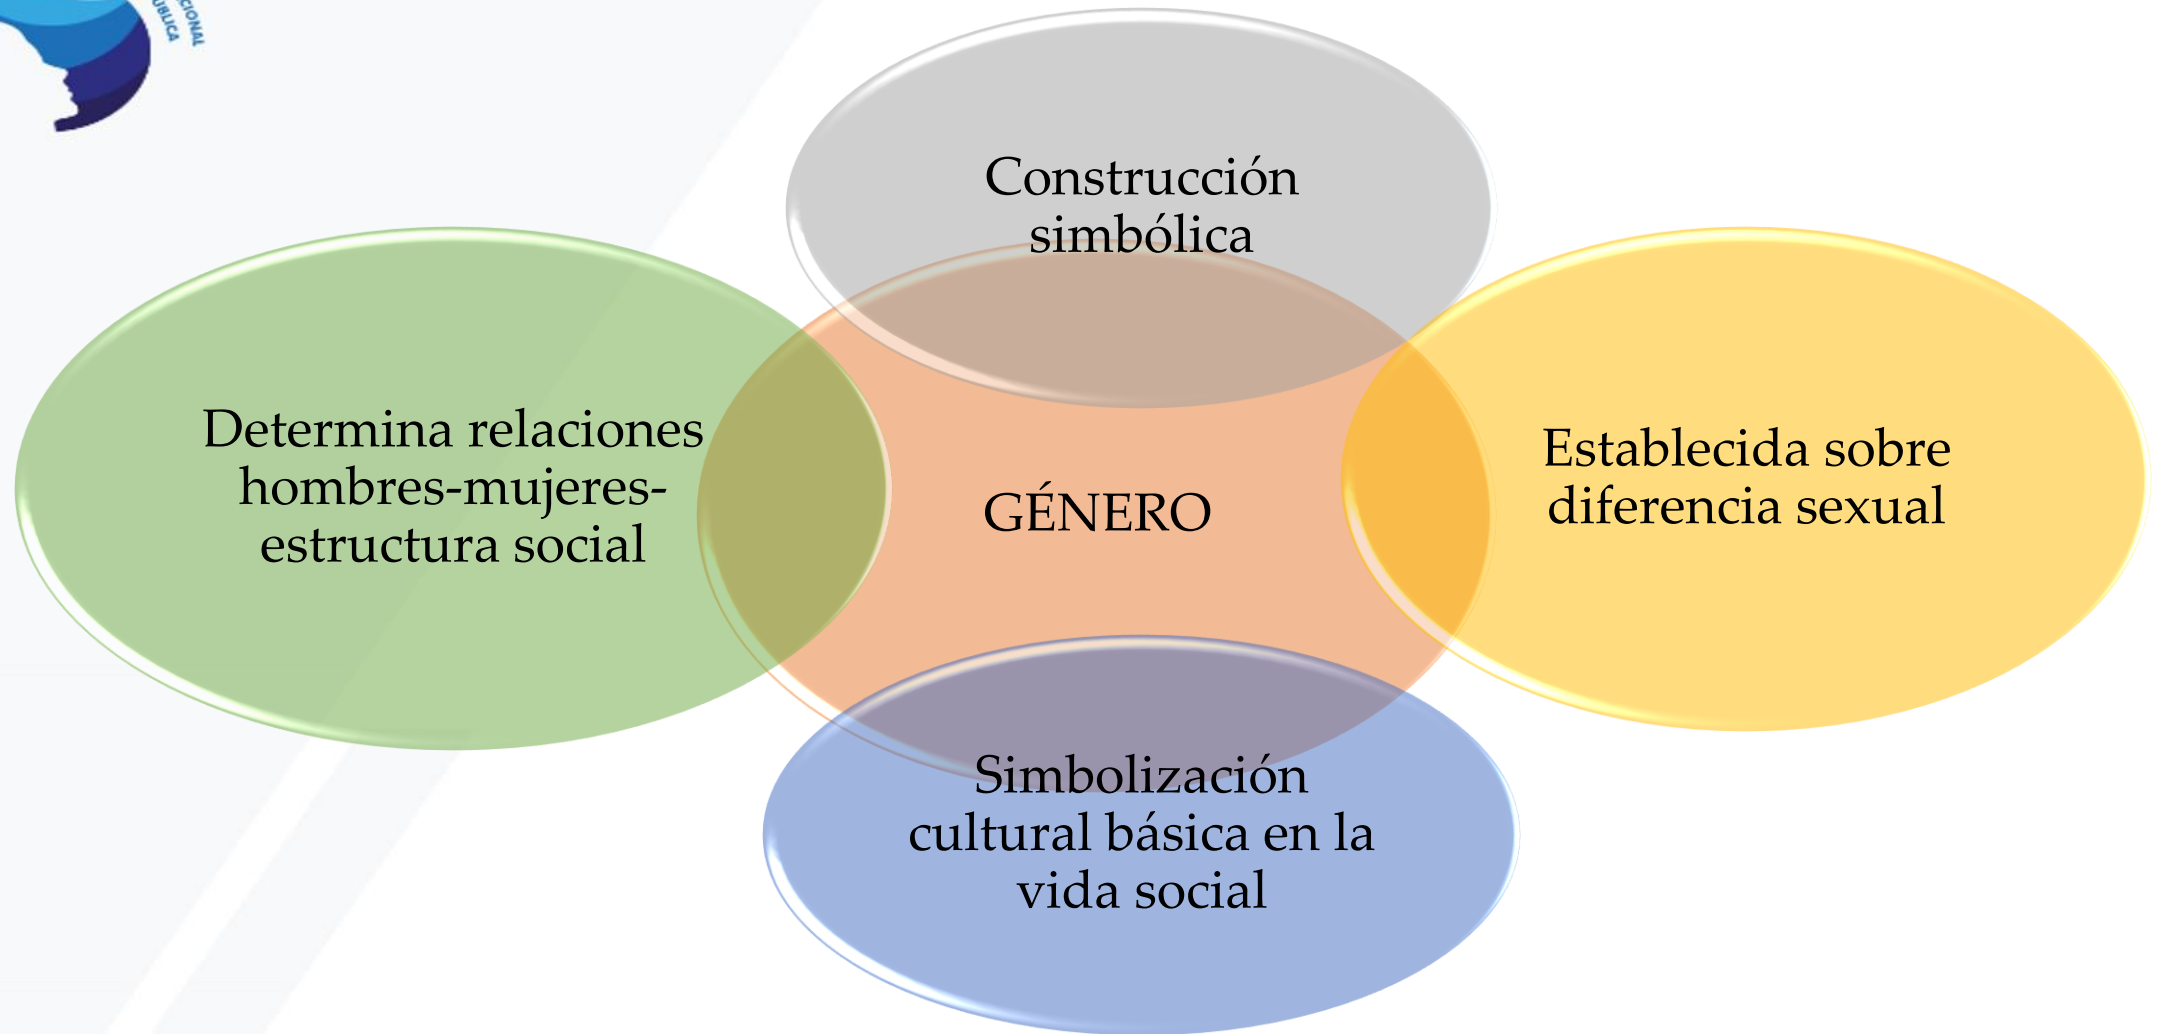 Construcción
simbólica
Determina relaciones
hombres-mujeres-
estructura social
GÉNERO
Establecida sobre
diferencia sexual
Simbolización
cultural básica en la
vida social